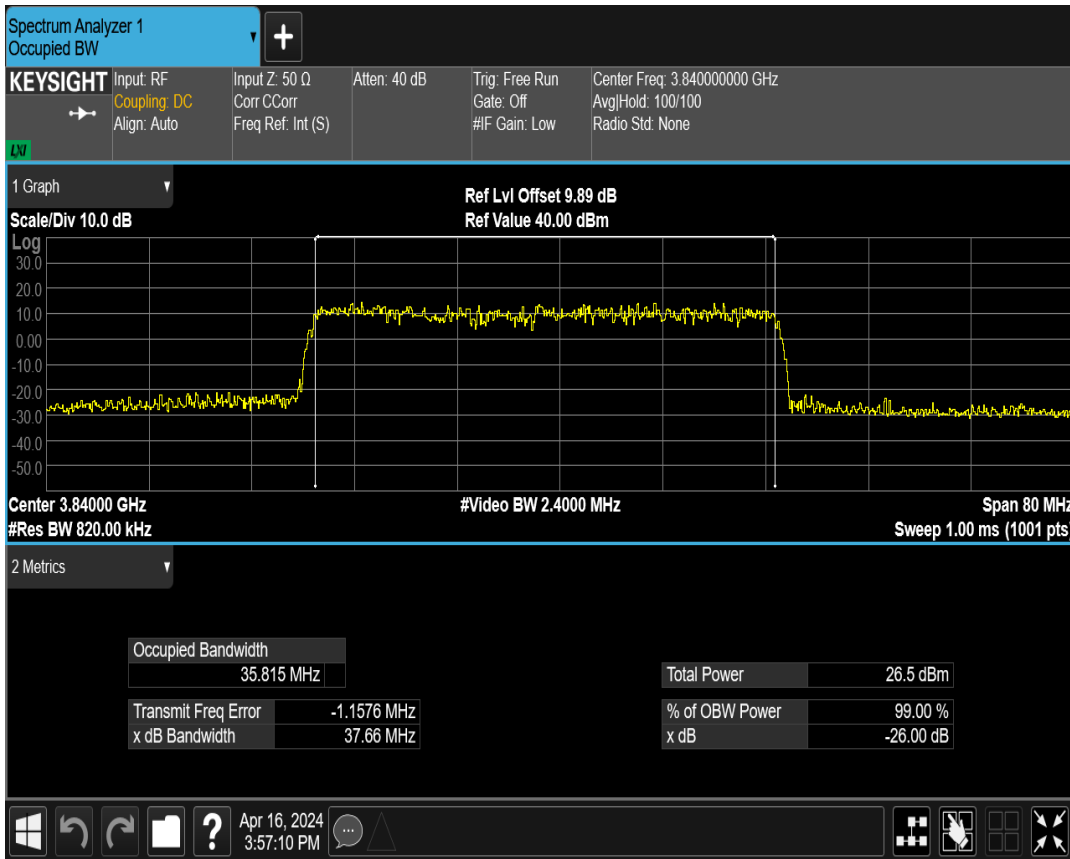 Spectrum Analyzer 1
Occupied BW
KEYSIGHT
LXI
Input: RF
Coupling: DC
Align: Auto
Input Z: 50 Ω
Corr CCorr
Freq Ref: Int (S)
Atten: 40 dB
Trig: Free Run
Gate: Off
#IF Gain: Low
Center Freq: 3.840000000 GHz
Avg|Hold: 100/100
Radio Std: None
1 Graph
Scale/Div 10.0 dB
Ref Lvl Offset 9.89 dB
Ref Value 40.00 dBm
Log
30.0
20.0
10.0
0.00
-10.0
-20.0
-30.0
-40.0
-50.0
Center 3.84000 GHz
#Video BW 2.4000 MHz
Span 80 MHz
#Res BW 820.00 kHz
Sweep 1.00 ms (1001 pts)
2 Metrics
Occupied Bandwidth
35.815 MHz
Transmit Freq Error -1.1576 MHz
x dB Bandwidth 37.66 MHz
Total Power 26.5 dBm
% of OBW Power 99.00 %
x dB -26.00 dB
?
Apr 16, 2024
3:57:10 PM